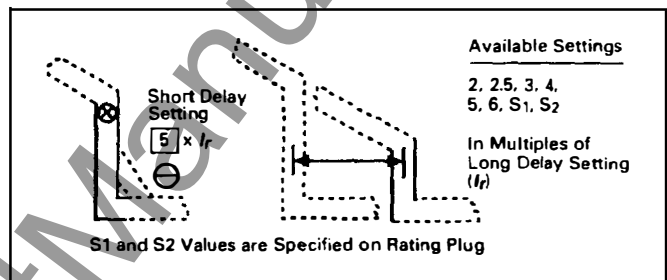 Short Delay
Setting
5 x Ir
Available Settings
2, 2.5, 3, 4,
5, 6, S1, S2
In Multiples of
Long Delay Setting
(Ir)
S1 and S2 Values are Specified on Rating Plug